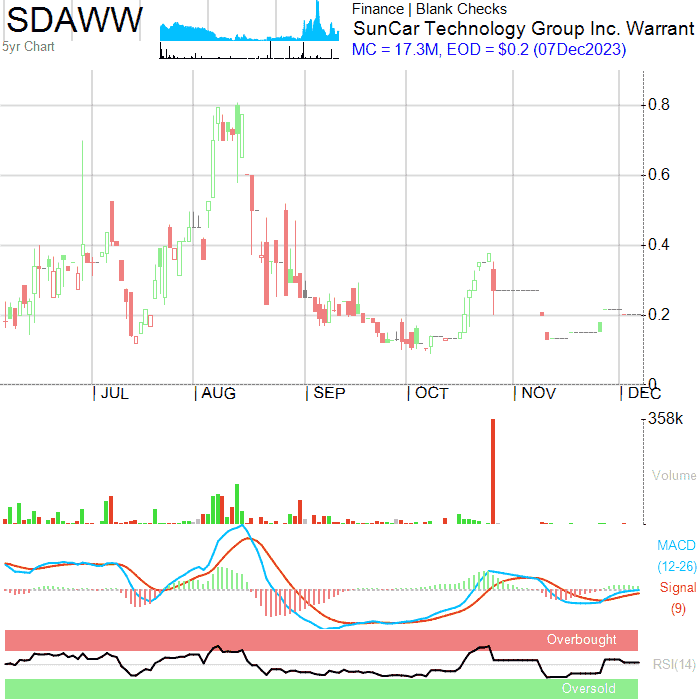 SDAWW
5yr Chart
Finance | Blank Checks
SunCar Technology Group Inc. Warrant
MC = 17.3M, EOD = $0.2 (07Dec2023)
0.8
0.6
0.4
0.2
0
JUL AUG SEP OCT NOV DEC
358k
Volume
MACD
(12-26)
Signal
(9)
Overbought
RSI(14)
Oversold